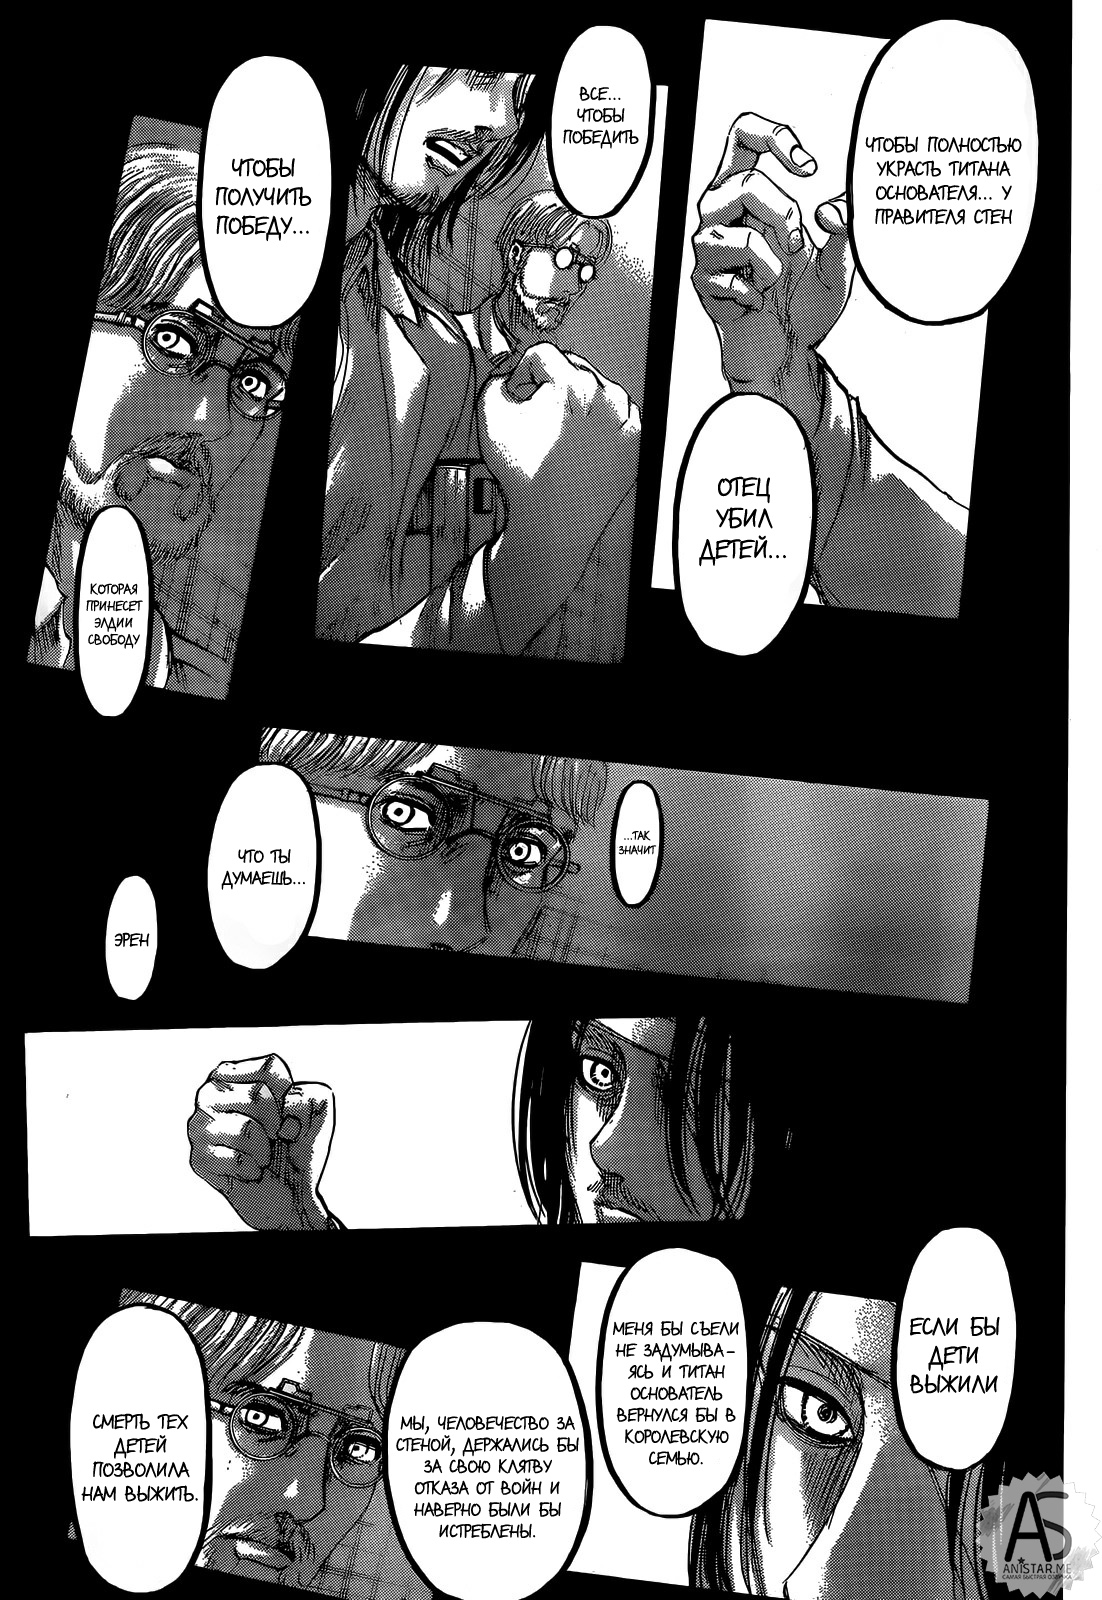 ЧТОБЫ ПОЛНОСТЬЮ
УКРАСТЬ ТИТАНА
ОСНОВАТЕЛЯ... У
ПРАВИТЕЛЯ СТЕН
ОТЕЦ
УБИЛ
ДЕТЕЙ...
ВСЕ...
ЧТОБЫ
ПОБЕДИТЬ
ЧТОБЫ
ПОЛУЧИТЬ
ПОБЕДУ...
КОТОРАЯ
ПРИНЕСЕТ
ЭЛДИИ
СВОБОДУ
...ТАК
ЗНАЧИТ
ЧТО ТЫ
ДУМАЕШЬ...
ЭРЕН
ЕСЛИ БЫ
ДЕТИ
ВЫЖИЛИ
МЕНЯ БЫ СЪЕЛИ
НЕ ЗАДУМЫВА-
ЯСЬ И ТИТАН
ОСНОВАТЕЛЬ
ВЕРНУЛСЯ БЫ В
КОРОЛЕВСКУЮ
СЕМЬЮ.
МЫ, ЧЕЛОВЕЧЕСТВО ЗА
СТЕНОЙ, ДЕРЖАЛИСЬ БЫ
ЗА СВОЮ КЛЯТВУ
ОТКАЗА ОТ ВОЙН И
НАВЕРНО БЫЛИ БЫ
ИСТРЕБЛЕНЫ.
СМЕРТЬ ТЕХ
ДЕТЕЙ
ПОЗВОЛИЛА
НАМ ВЫЖИТЬ.
AS
ANISTAR.ME
САМАЯ БЫСТРАЯ ОЗВУЧКА